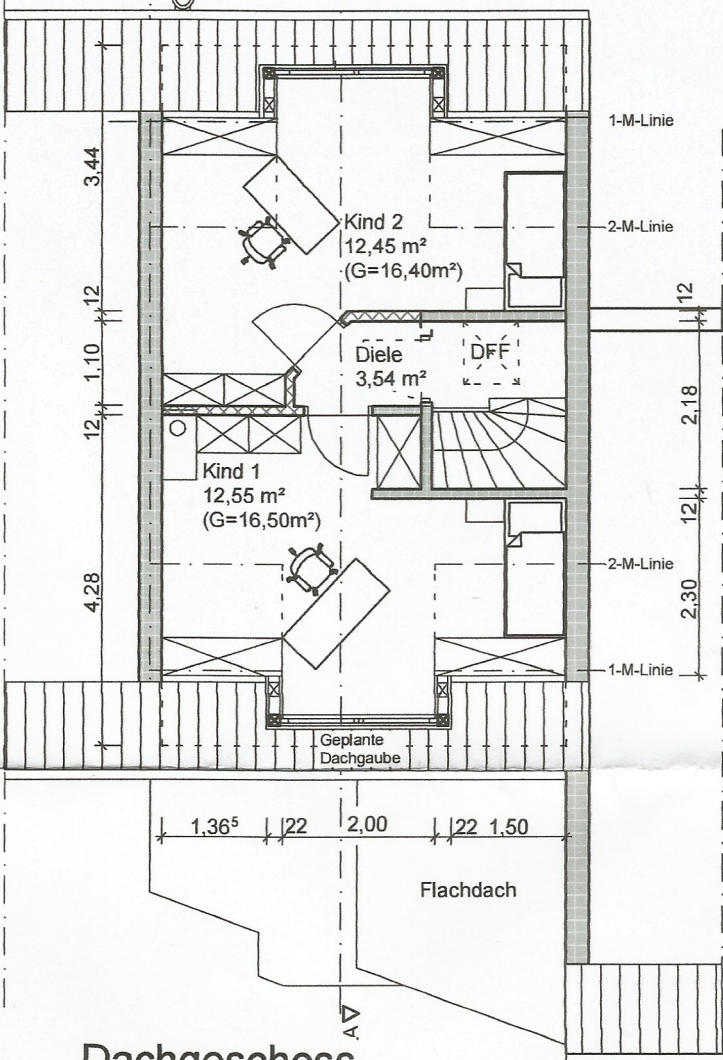 1-M-Linie
3,44
Kind 2
12,45 m²
(G=16,40m²)
2-M-Linie
12
12
Diele
3,54 m²
DFF
1,10
2,18
12
Kind 1
12,55 m²
(G=16,50m²)
12
2-M-Linie
4,28
2,30
1-M-Linie
Geplante
Dachgaube
1,36⁵ 22 2,00 22 1,50
Flachdach
A
Dachgeschoss